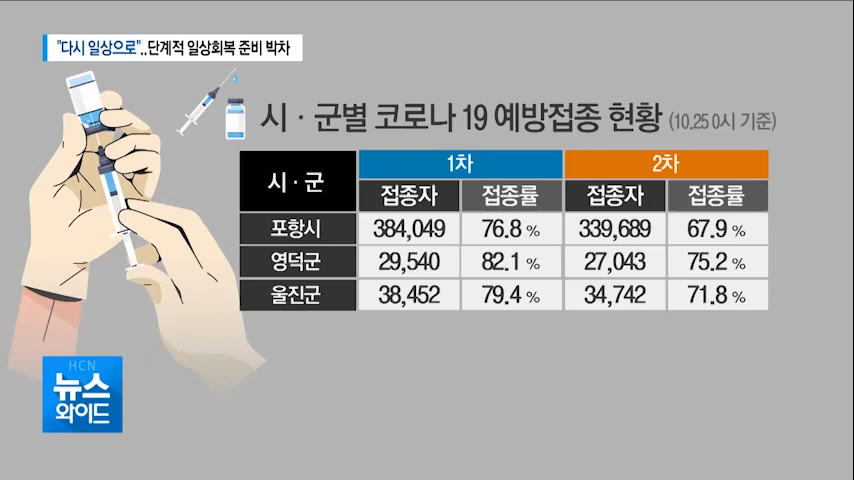 "다시 일상으로"..단계적 일상회복 준비 박차
시·군별 코로나 19 예방접종 현황 (10.25 0시 기준)
시·군 1차 2차
접종자 접종률 접종자 접종률
포항시 384,049 76.8 % 339,689 67.9 %
영덕군 29,540 82.1 % 27,043 75.2 %
울진군 38,452 79.4 % 34,742 71.8 %
HCN
뉴스
와이드